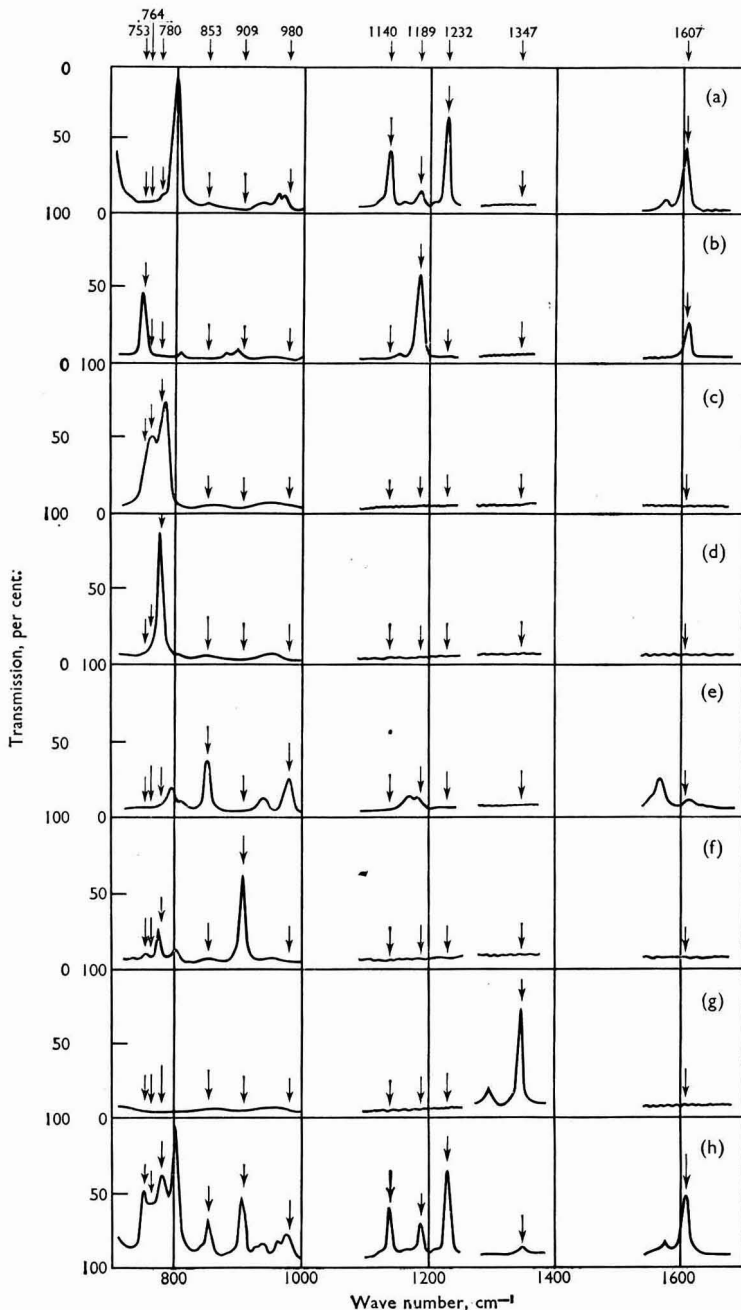 764
753 780 853 909 980 1140 1189 1232 1347 1607
0
(a)
50
100 0
(b)
50
0 100
(c)
50
100 0
(d)
50
0 100
(e)
50
100 0
(f)
50
0 100
(g)
50
100 0
(h)
50
100
800 1000 1200 1400 1600
Wave number, cm⁻¹
Transmission, per cent.